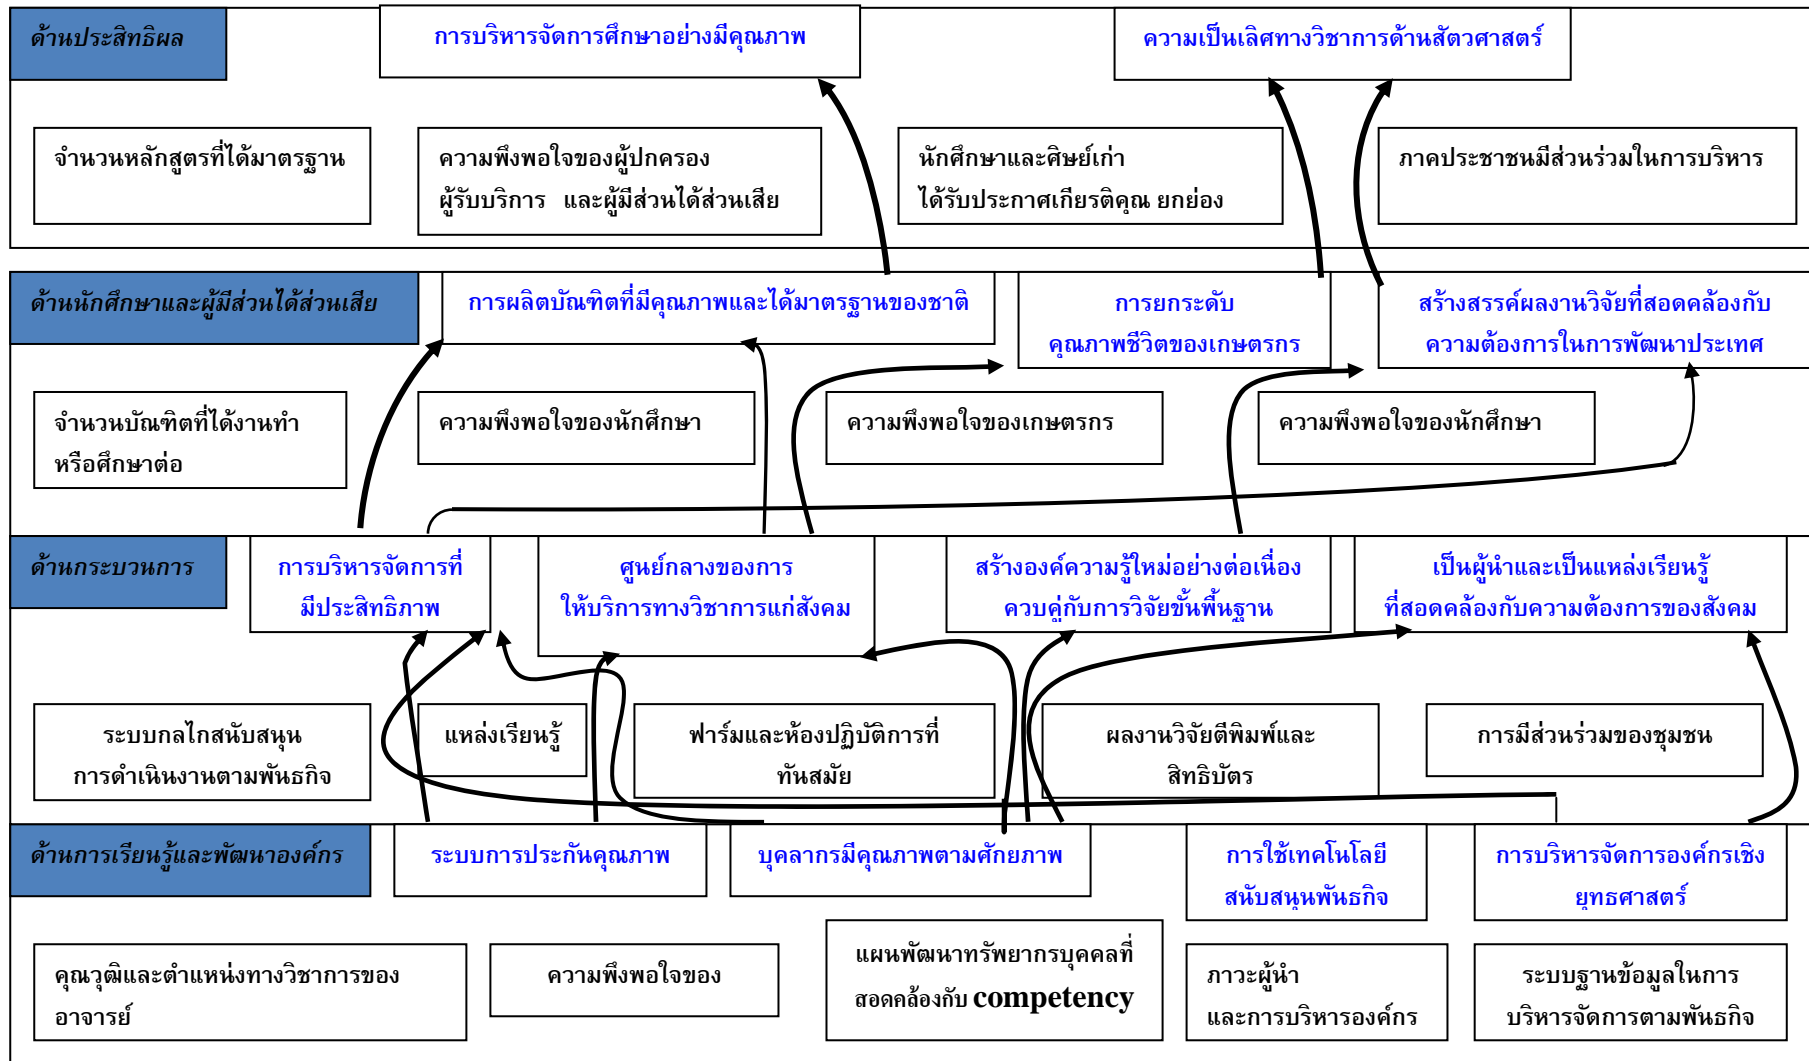 ด้านประสิทธิผล
การบริหารจัดการศึกษาอย่างมีคุณภาพ
ความเป็นเลิศทางวิชาการด้านสัตวศาสตร์
จำนวนหลักสูตรที่ได้มาตรฐาน
ความพึงพอใจของผู้ปกครอง
ผู้รับบริการ และผู้มีส่วนได้ส่วนเสีย
นักศึกษาและศิษย์เก่า
ได้รับประกาศเกียรติคุณ ยกย่อง
ภาคประชาชนมีส่วนร่วมในการบริหาร
ด้านนักศึกษาและผู้มีส่วนได้ส่วนเสีย
การผลิตบัณฑิตที่มีคุณภาพและได้มาตรฐานของชาติ
การยกระดับ
คุณภาพชีวิตของเกษตรกร
สร้างสรรค์ผลงานวิจัยที่สอดคล้องกับ
ความต้องการในการพัฒนาประเทศ
จำนวนบัณฑิตที่ได้งานทำ
หรือศึกษาต่อ
ความพึงพอใจของนักศึกษา
ความพึงพอใจของเกษตรกร
ความพึงพอใจของนักศึกษา
ด้านกระบวนการ
การบริหารจัดการที่
มีประสิทธิภาพ
ศูนย์กลางของการ
ให้บริการทางวิชาการแก่สังคม
สร้างองค์ความรู้ใหม่อย่างต่อเนื่อง
ควบคู่กับการวิจัยขั้นพื้นฐาน
เป็นผู้นำและเป็นแหล่งเรียนรู้
ที่สอดคล้องกับความต้องการของสังคม
ระบบกลไกสนับสนุน
การดำเนินงานตามพันธกิจ
แหล่งเรียนรู้
ฟาร์มและห้องปฏิบัติการที่
ทันสมัย
ผลงานวิจัยตีพิมพ์และ
สิทธิบัตร
การมีส่วนร่วมของชุมชน
ด้านการเรียนรู้และพัฒนาองค์กร
ระบบการประกันคุณภาพ
บุคลากรมีคุณภาพตามศักยภาพ
การใช้เทคโนโลยี
สนับสนุนพันธกิจ
การบริหารจัดการองค์กรเชิง
ยุทธศาสตร์
คุณวุฒิและตำแหน่งทางวิชาการของ
อาจารย์
ความพึงพอใจของ
แผนพัฒนาทรัพยากรบุคคลที่
สอดคล้องกับ competency
ภาวะผู้นำ
และการบริหารองค์กร
ระบบฐานข้อมูลในการ
บริหารจัดการตามพันธกิจ